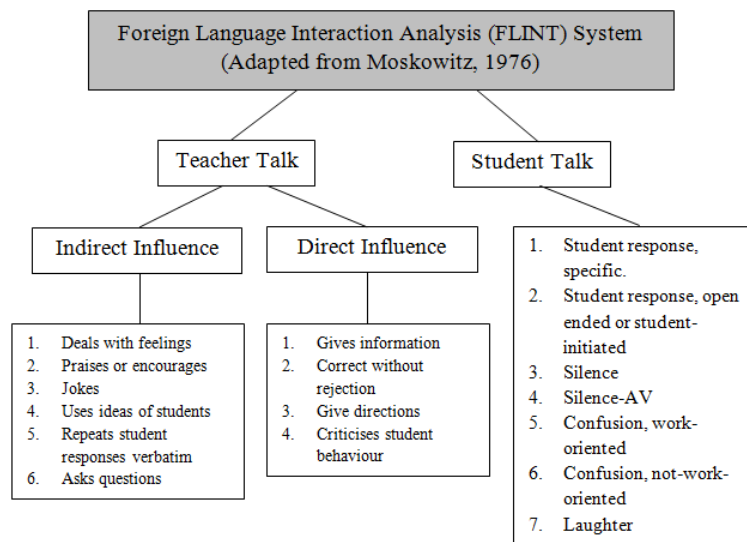 Foreign Language Interaction Analysis (FLINT) System
(Adapted from Moskowitz, 1976)
Teacher Talk
Student Talk
Indirect Influence
Direct Influence
1. Deals with feelings
2. Praises or encourages
3. Jokes
4. Uses ideas of students
5. Repeats student
responses verbatim
6. Asks questions
1. Gives information
2. Correct without
rejection
3. Give directions
4. Criticises student
behaviour
1. Student response,
specific.
2. Student response, open
ended or student-
initiated
3. Silence
4. Silence-AV
5. Confusion, work-
oriented
6. Confusion, not-work-
oriented
7. Laughter